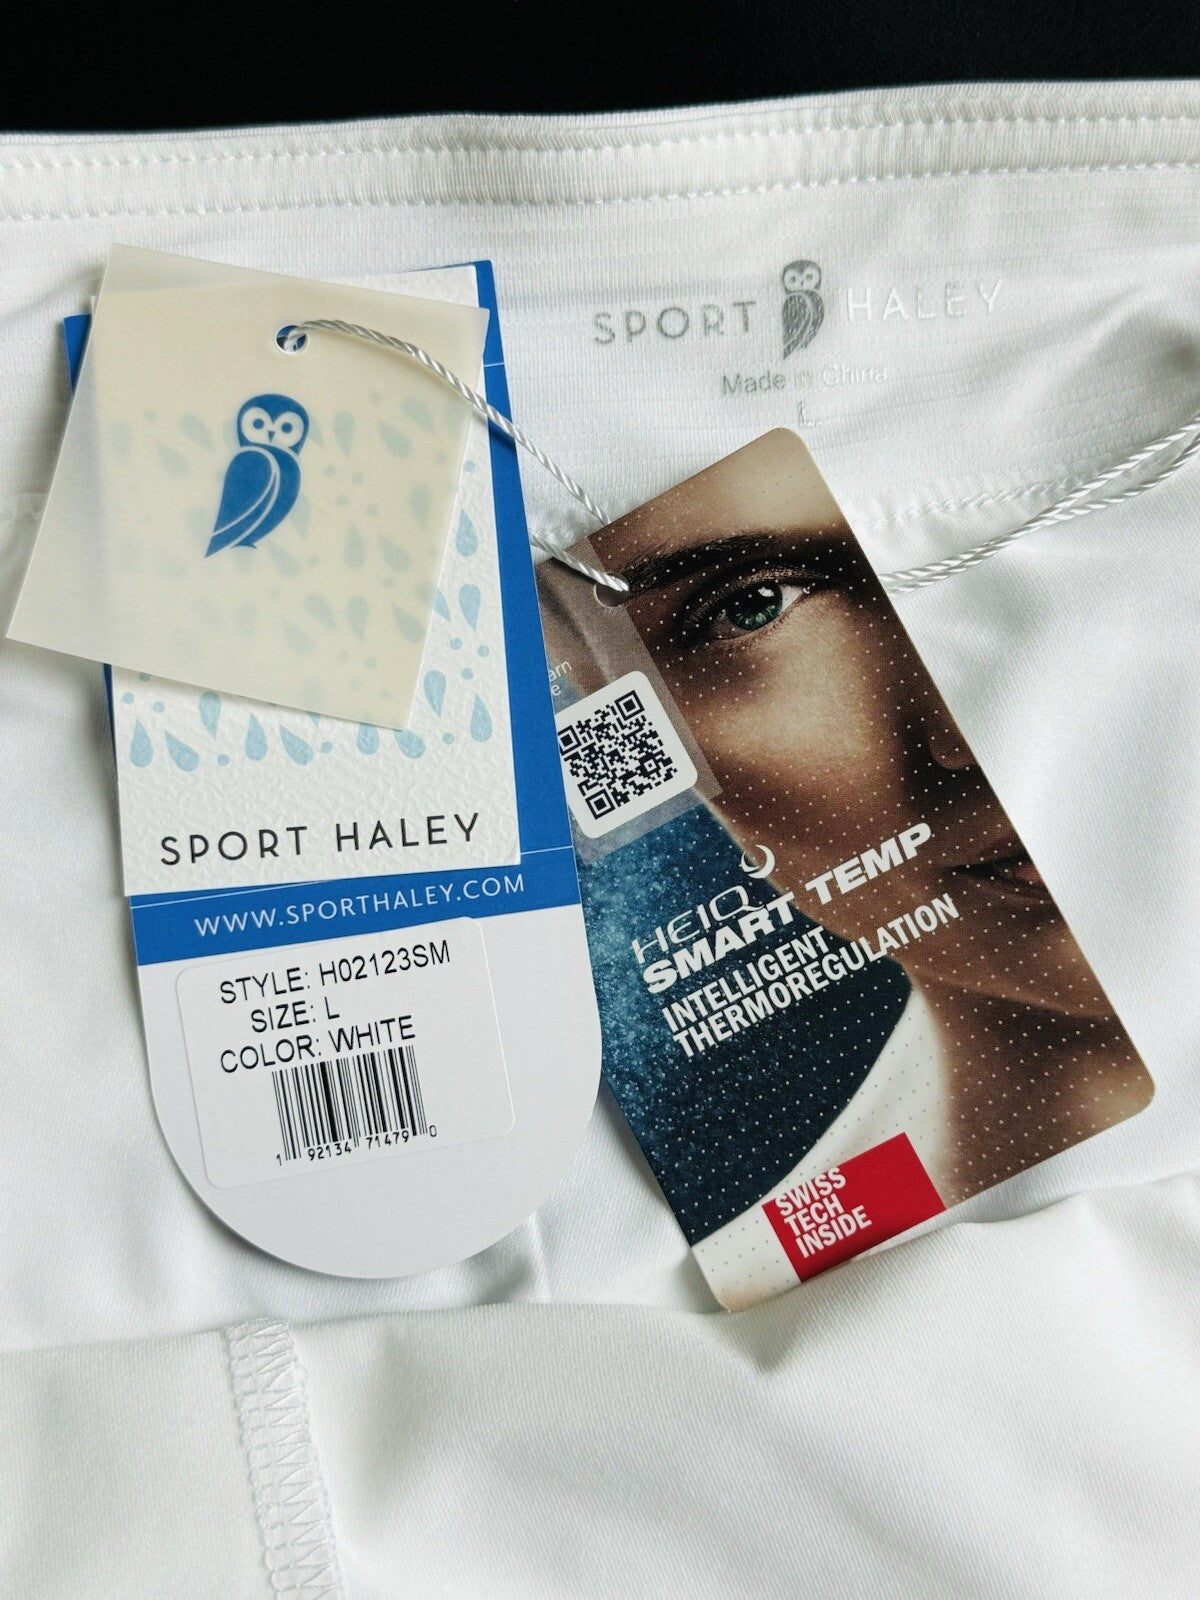 SPORT HALEY
Made in China
L
SPORT HALEY
WWW.SPORTHALEY.COM
STYLE: H02123SM
SIZE: L
COLOR: WHITE
1 92134 71479 0
HEIQ
SMART TEMP
INTELLIGENT
THERMOREGULATION
SWISS
TECH
INSIDE